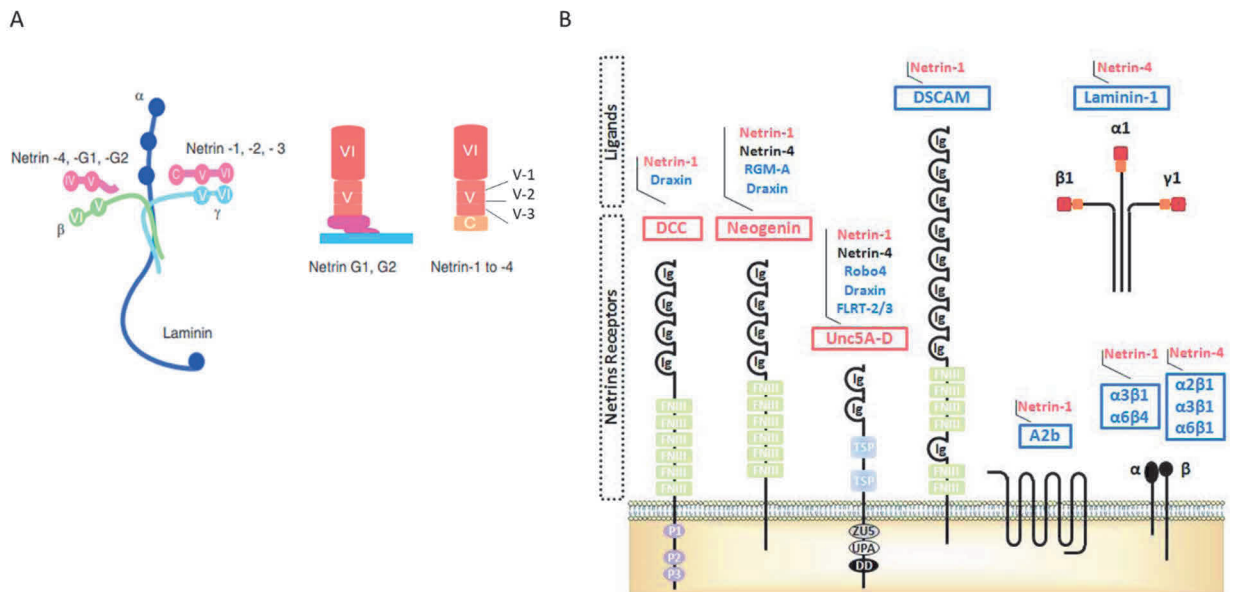 A
α
Netrin -4, -G1, -G2
Netrin -1, -2, - 3
IV V
C V VI
VI V
V VI
β
γ
Laminin
VI
V
VI
V
C
V-1
V-2
V-3
Netrin G1, G2
Netrin-1 to -4
B
Ligands
Netrins Receptors
Netrin-1
Draxin
DCC
Ig
Ig
Ig
Ig
FNIII
FNIII
FNIII
FNIII
FNIII
FNIII
P1
P2
P3
Netrin-1
Netrin-4
RGM-A
Draxin
Neogenin
Ig
Ig
Ig
Ig
FNIII
FNIII
FNIII
FNIII
FNIII
FNIII
Netrin-1
Netrin-4
Robo4
Draxin
FLRT-2/3
Unc5A-D
Ig
Ig
TSP
TSP
ZU5
UPA
DD
Netrin-1
DSCAM
Ig
Ig
Ig
Ig
Ig
Ig
Ig
Ig
Ig
FNIII
FNIII
FNIII
FNIII
Ig
FNIII
FNIII
Netrin-1
A2b
Netrin-4
Laminin-1
α1
β1
γ1
Netrin-1
α3β1
α6β4
Netrin-4
α2β1
α3β1
α6β1
α
β